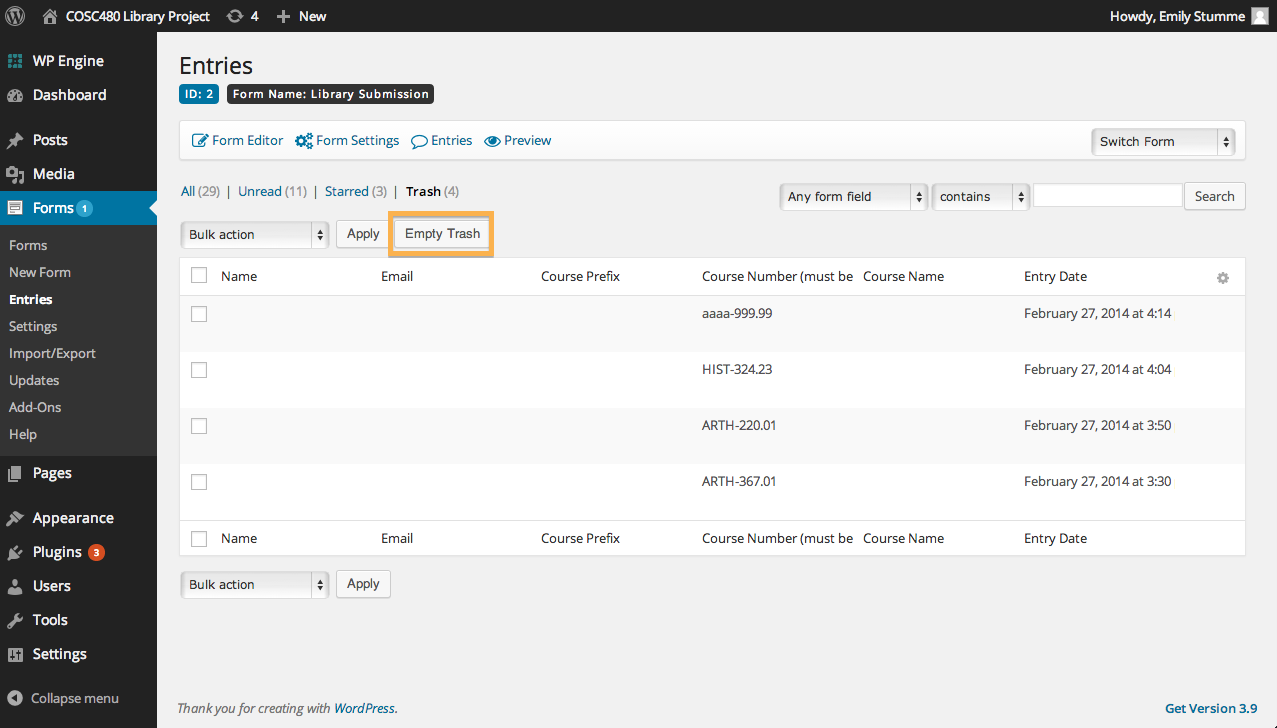 COSC480 Library Project 4 New Howdy, Emily Stumme
WP Engine
Dashboard
Posts
Media
Forms 1
Forms
New Form
Entries
Settings
Import/Export
Updates
Add-Ons
Help
Pages
Appearance
Plugins 3
Users
Tools
Settings
Collapse menu
Entries
ID: 2 Form Name: Library Submission
Form Editor Form Settings Entries Preview Switch Form
All (29) | Unread (11) | Starred (3) | Trash (4) Any form field contains Search
Bulk action Apply Empty Trash
Name Email Course Prefix Course Number (must be Course Name Entry Date
aaaa-999.99 February 27, 2014 at 4:14
HIST-324.23 February 27, 2014 at 4:04
ARTH-220.01 February 27, 2014 at 3:50
ARTH-367.01 February 27, 2014 at 3:30
Name Email Course Prefix Course Number (must be Course Name Entry Date
Bulk action Apply
Thank you for creating with WordPress. Get Version 3.9